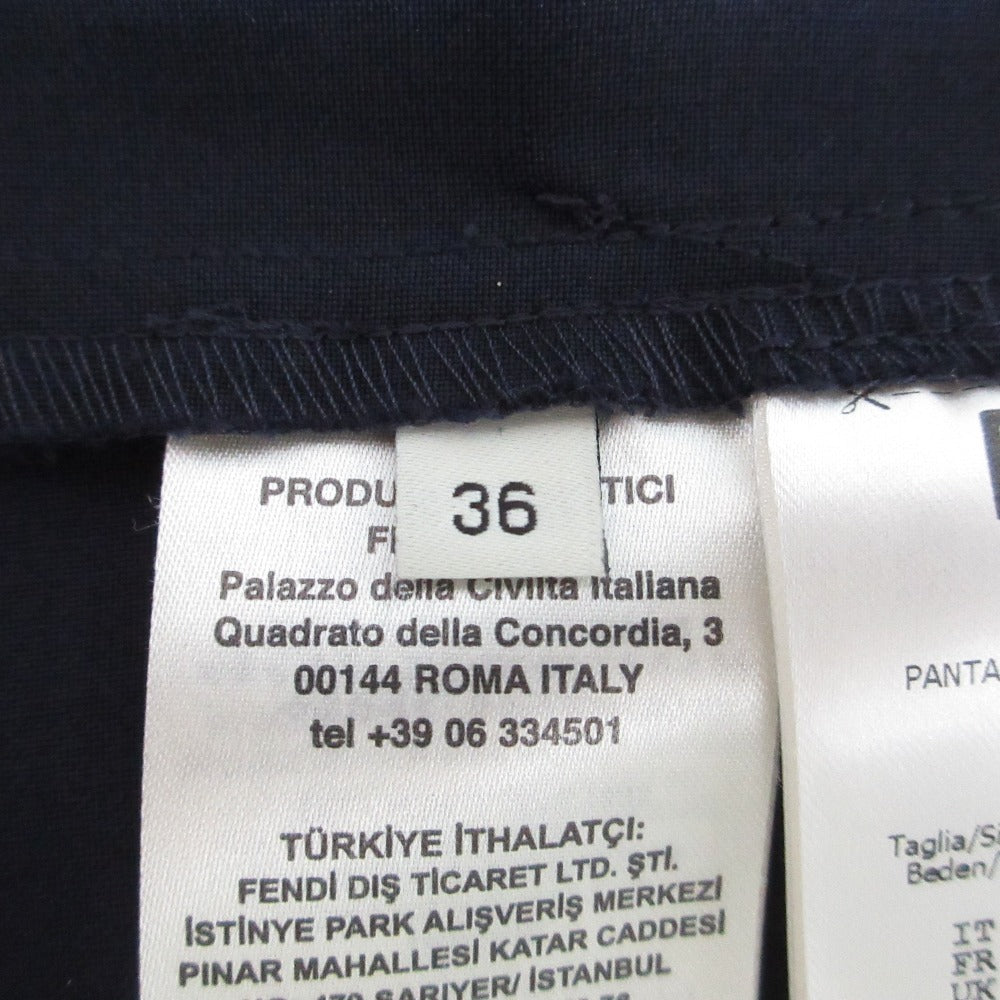 36
PRODU TICI
Palazzo della Civiltà Italiana
Quadrato della Concordia, 3
00144 ROMA ITALY
tel +39 06 334501
TÜRKİYE İTHALATÇI:
FENDİ DIŞ TİCARET LTD. ŞTİ.
İSTİNYE PARK ALIŞVERİŞ MERKEZİ
PINAR MAHALLESİ KATAR CADDESİ
SARIYER/ İSTANBUL
PANTA
Taglia/S
Beden/
IT
FR
UK